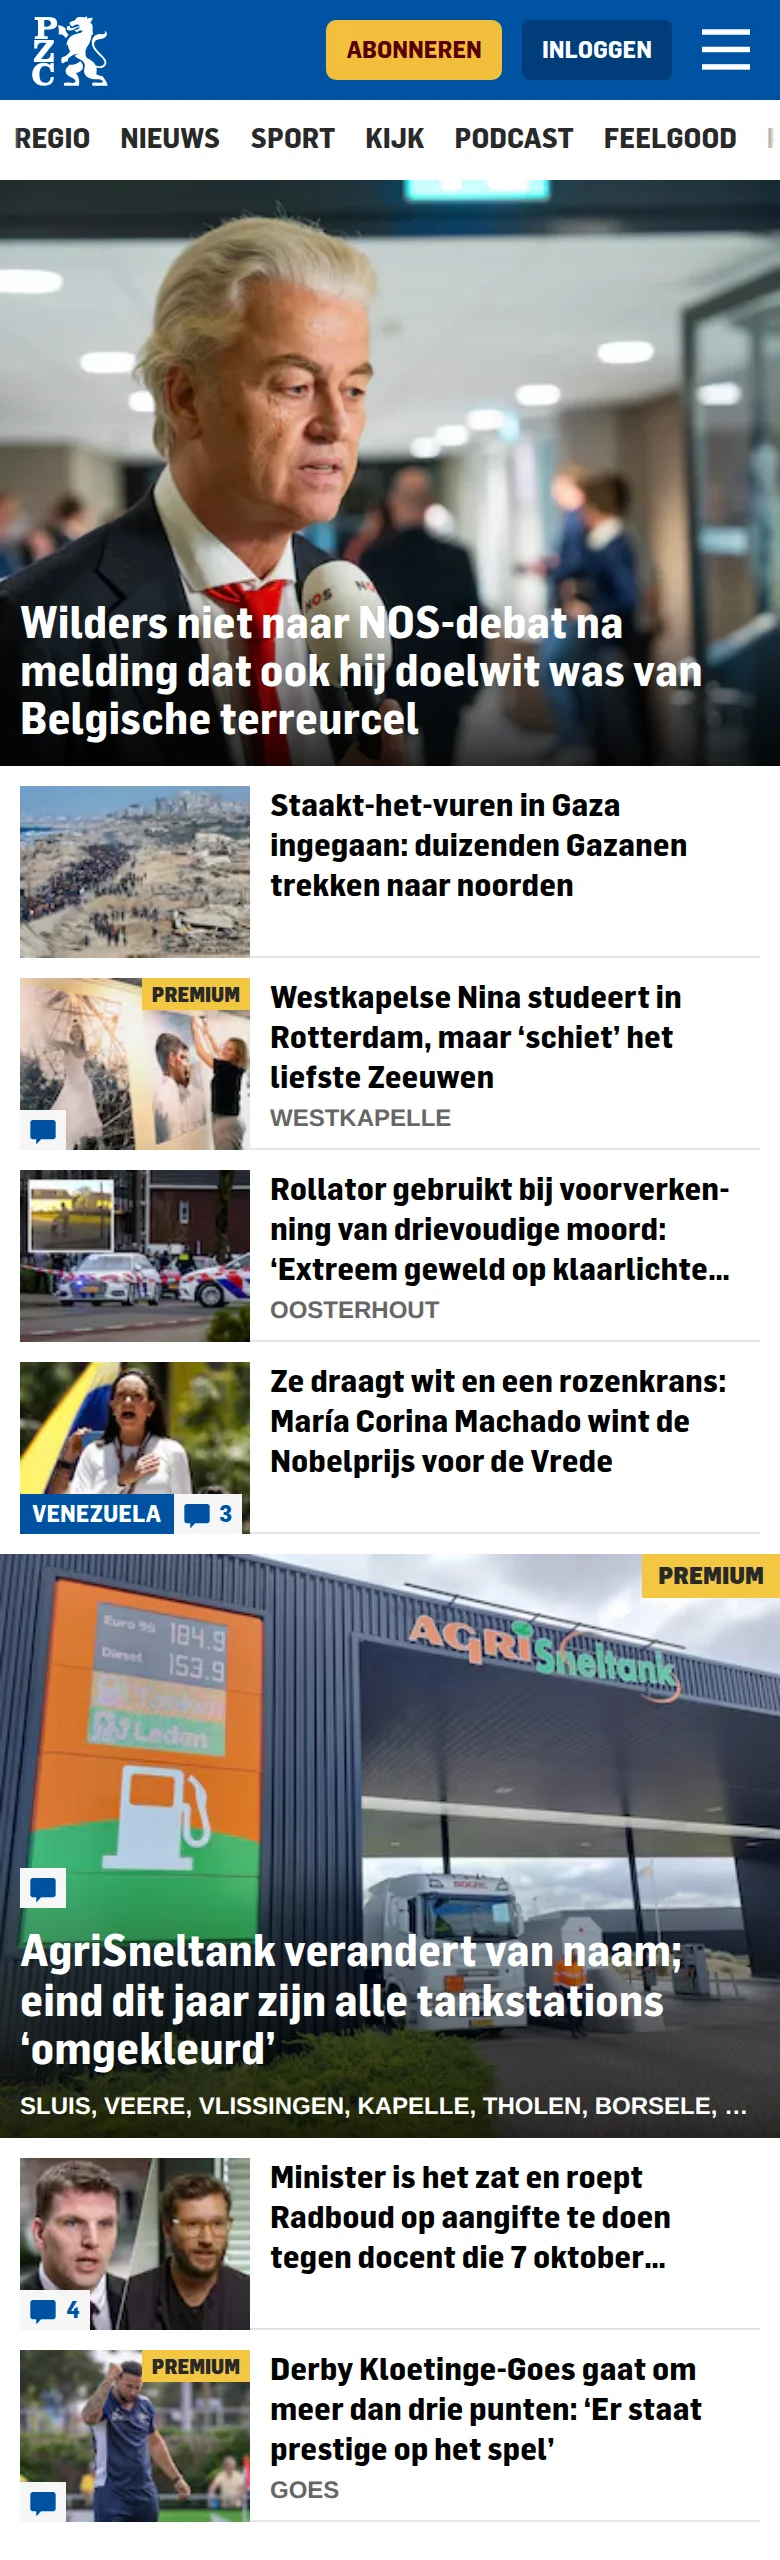 PZC
ABONNEREN
INLOGGEN
REGIO NIEUWS SPORT KIJK PODCAST FEELGOOD
NOS
Wilders niet naar NOS-debat na
melding dat ook hij doelwit was van
Belgische terreurcel
Staakt-het-vuren in Gaza
ingegaan: duizenden Gazanen
trekken naar noorden
PREMIUM
Westkapelse Nina studeert in
Rotterdam, maar ‘schiet’ het
liefste Zeeuwen
WESTKAPELLE
Rollator gebruikt bij voorverken-
ning van drievoudige moord:
‘Extreem geweld op klaarlichte...
OOSTERHOUT
Ze draagt wit en een rozenkrans:
María Corina Machado wint de
Nobelprijs voor de Vrede
VENEZUELA
3
PREMIUM
Euro 95 184.9
Diesel 153.9
AGRISneltank
AgriSneltank verandert van naam;
eind dit jaar zijn alle tankstations
‘omgekleurd’
SLUIS, VEERE, VLISSINGEN, KAPELLE, THOLEN, BORSELE, ...
Minister is het zat en roept
Radboud op aangifte te doen
tegen docent die 7 oktober...
4
PREMIUM
Derby Kloetinge-Goes gaat om
meer dan drie punten: ‘Er staat
prestige op het spel’
GOES